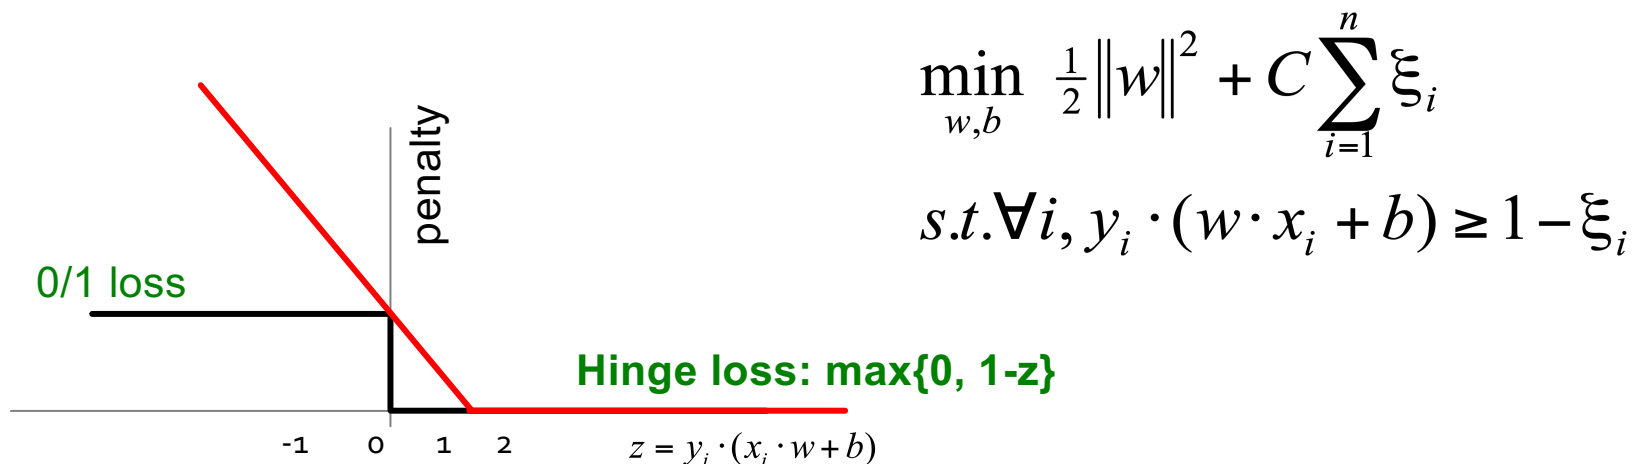 penalty
0/1 loss
Hinge loss: max{0, 1-z}
-1 0 1 2
z = y_i · (x_i · w + b)
min_{w,b} ½‖w‖² + C∑_{i=1}^{n} ξ_i
s.t.∀i, y_i · (w · x_i + b) ≥ 1 − ξ_i